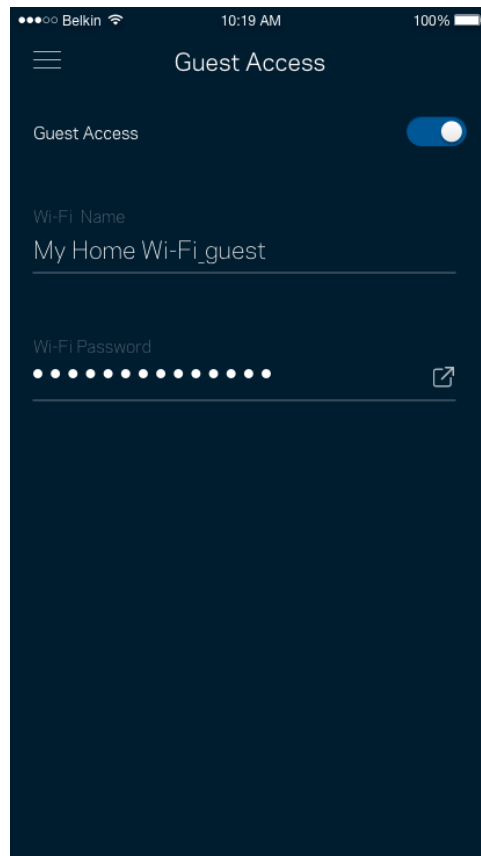 ●●●○○ Belkin 10:19 AM 100%
Guest Access
Guest Access
Wi-Fi Name
My Home Wi-Fi_guest
Wi-Fi Password
●●●●●●●●●●●●●●